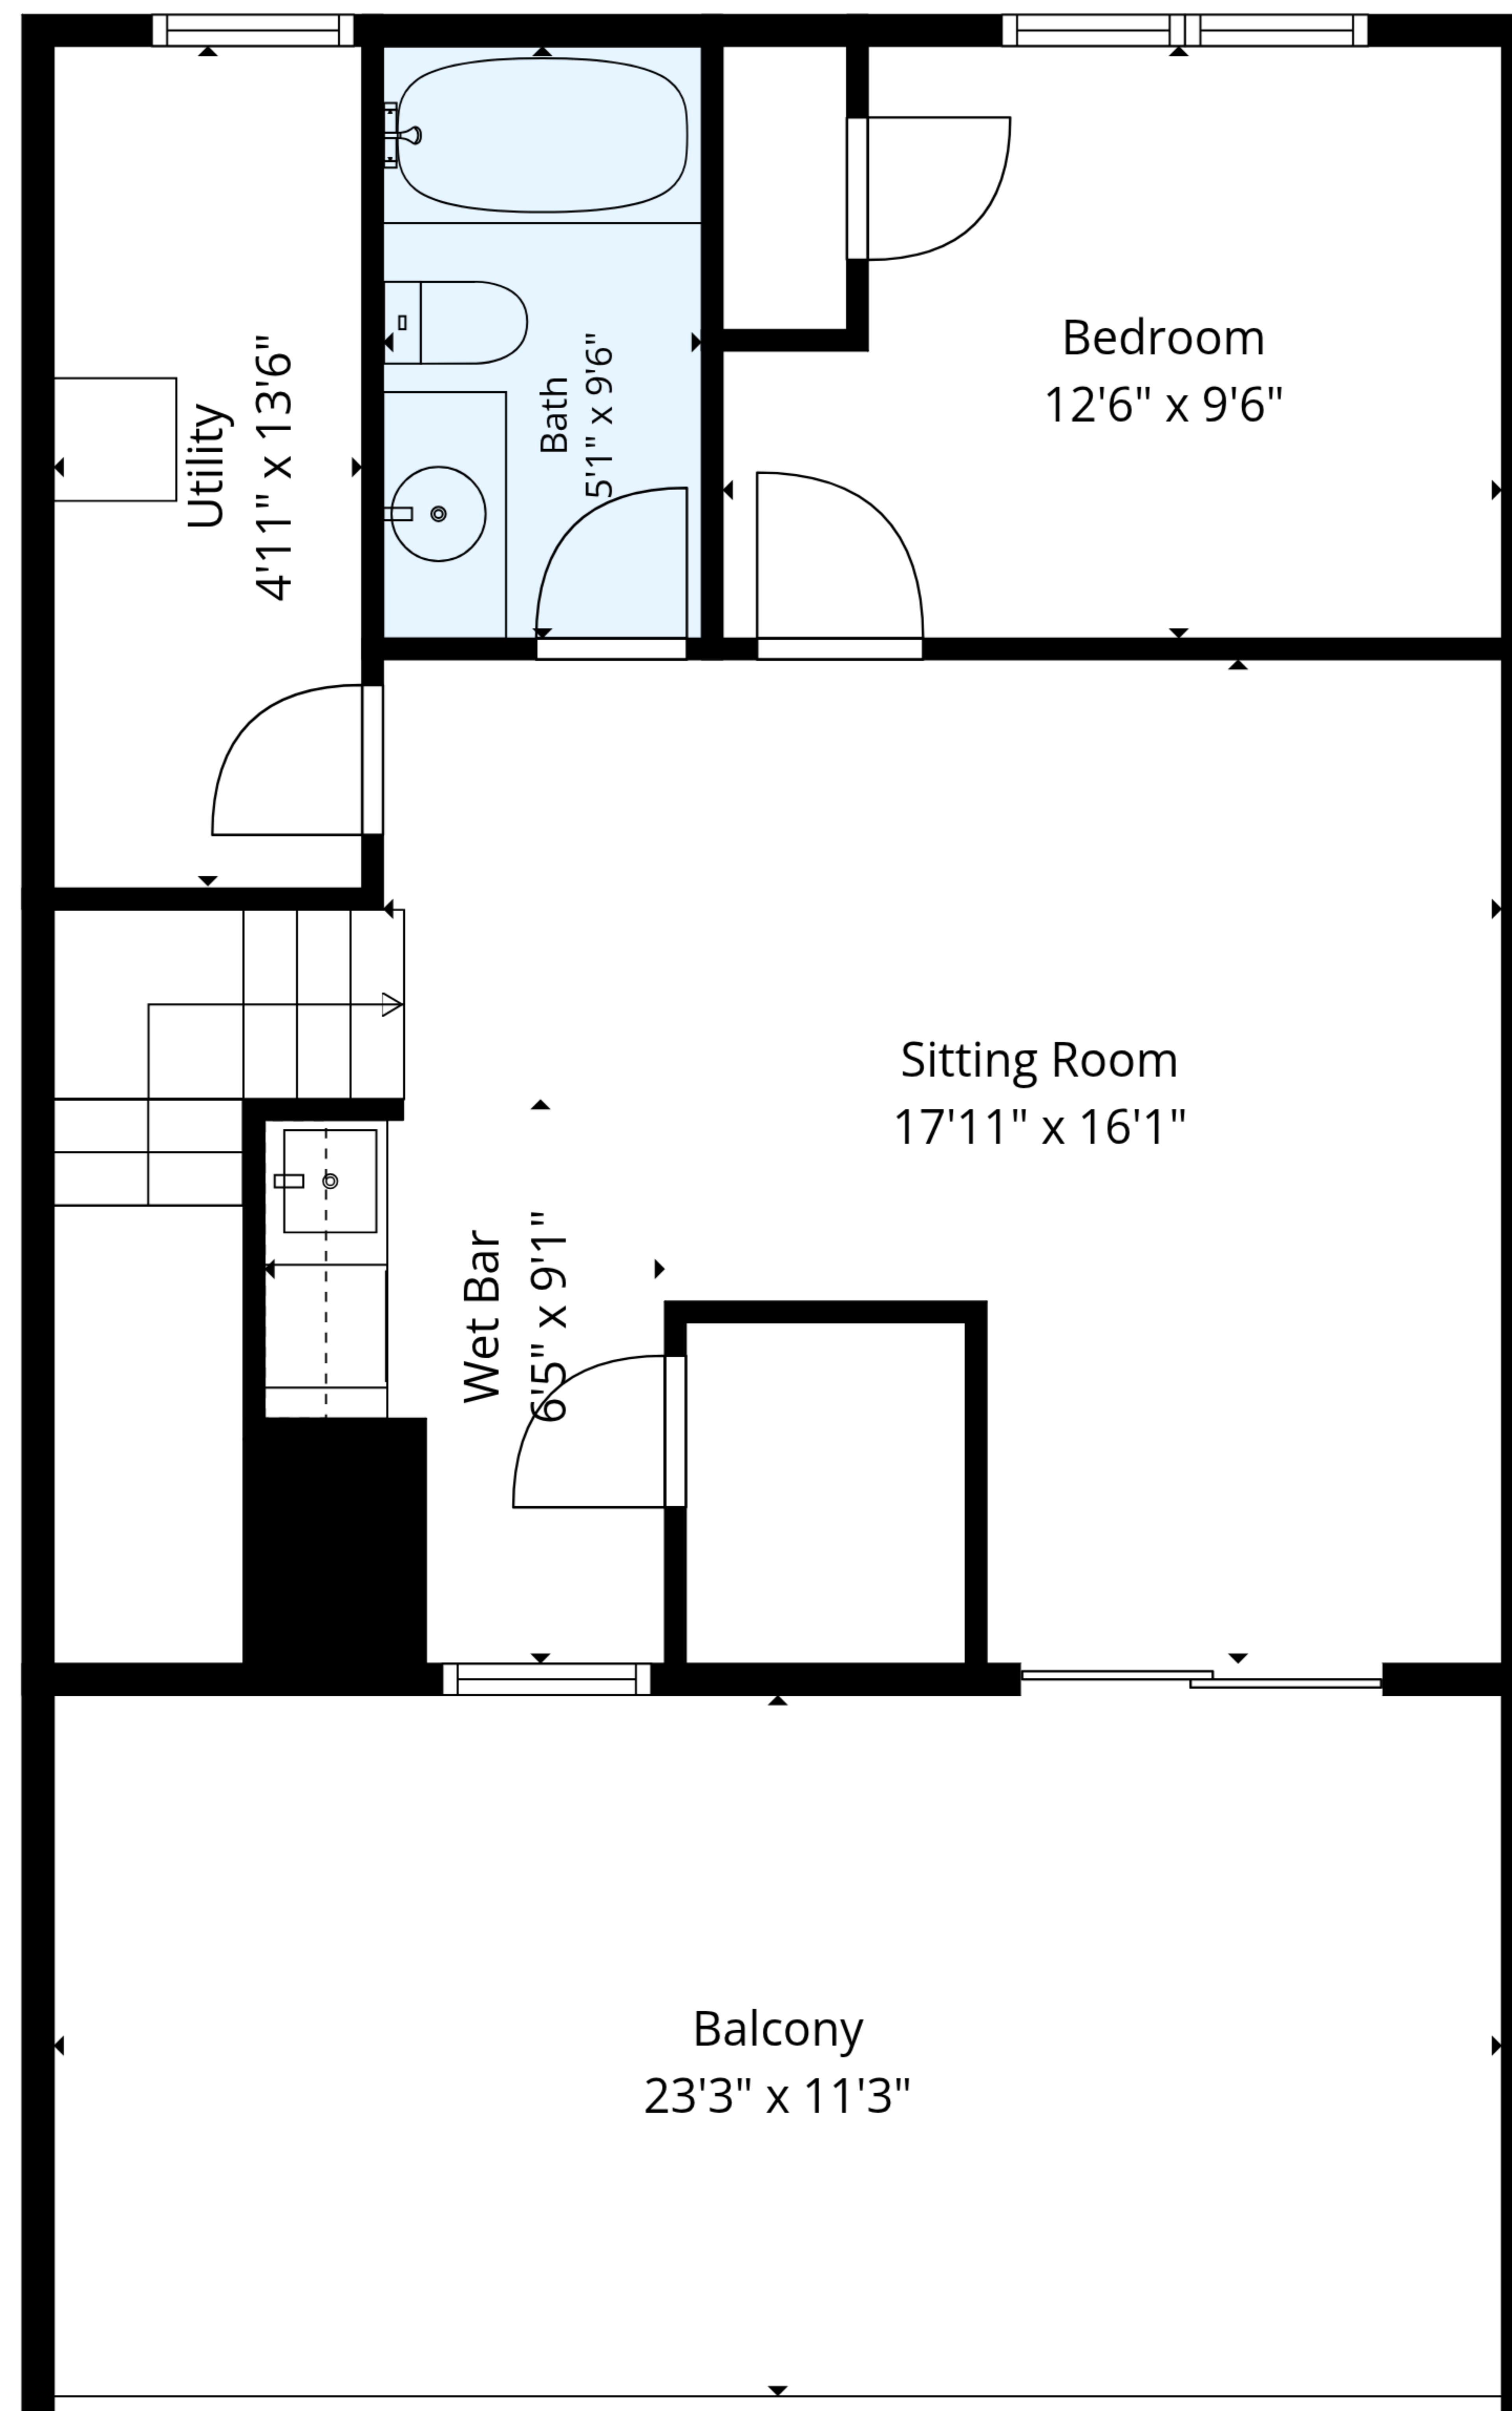 Bedroom
12'6" x 9'6"
Bath
5'1" x 9'6"
Utility
4'11" x 13'6"
Sitting Room
17'11" x 16'1"
Wet Bar
6'5" x 9'1"
Balcony
23'3" x 11'3"